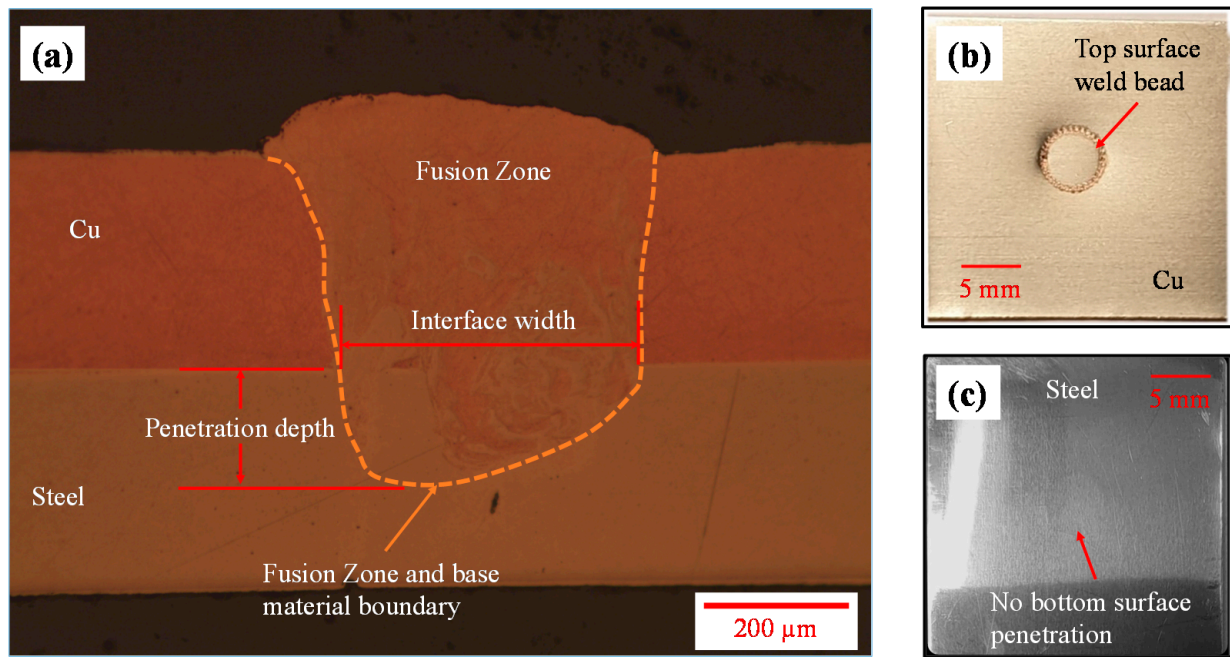 (a)
Fusion Zone
Cu
Interface width
Penetration depth
Steel
Fusion Zone and base
material boundary
200 µm
(b)
Top surface
weld bead
5 mm
Cu
(c)
Steel
5 mm
No bottom surface
penetration